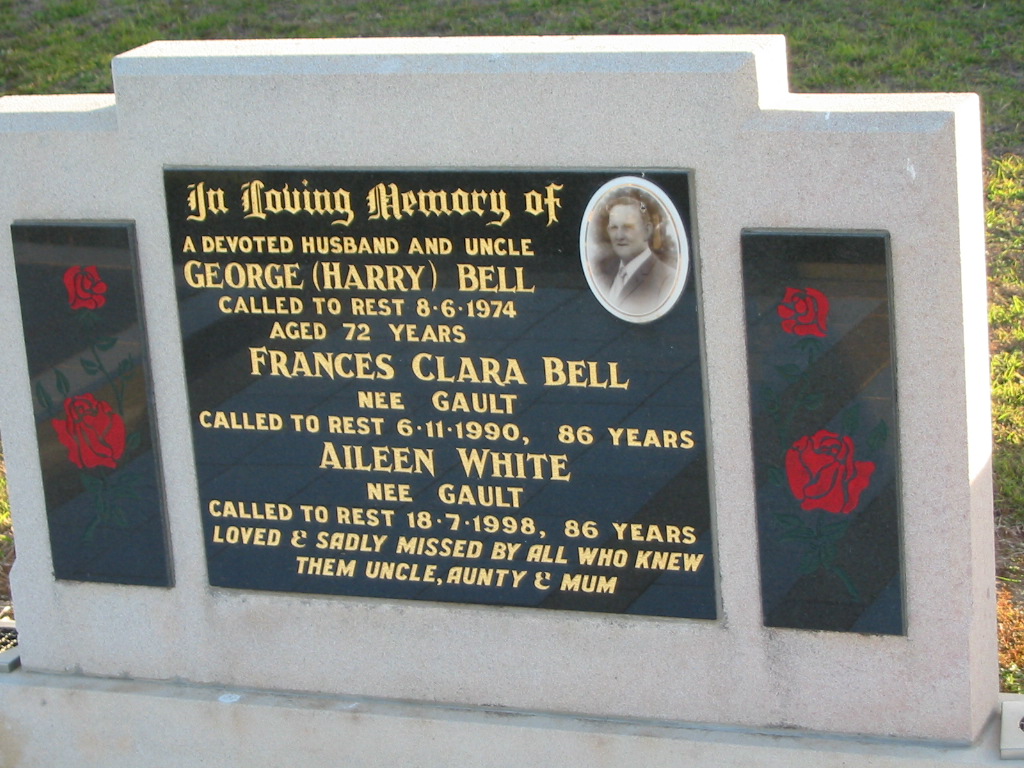 In Loving Memory of
A DEVOTED HUSBAND AND UNCLE
GEORGE (HARRY) BELL
CALLED TO REST 8·6·1974
AGED 72 YEARS
FRANCES CLARA BELL
NEE GAULT
CALLED TO REST 6·11·1990, 86 YEARS
AILEEN WHITE
NEE GAULT
CALLED TO REST 18·7·1998, 86 YEARS
LOVED & SADLY MISSED BY ALL WHO KNEW
THEM UNCLE, AUNTY & MUM